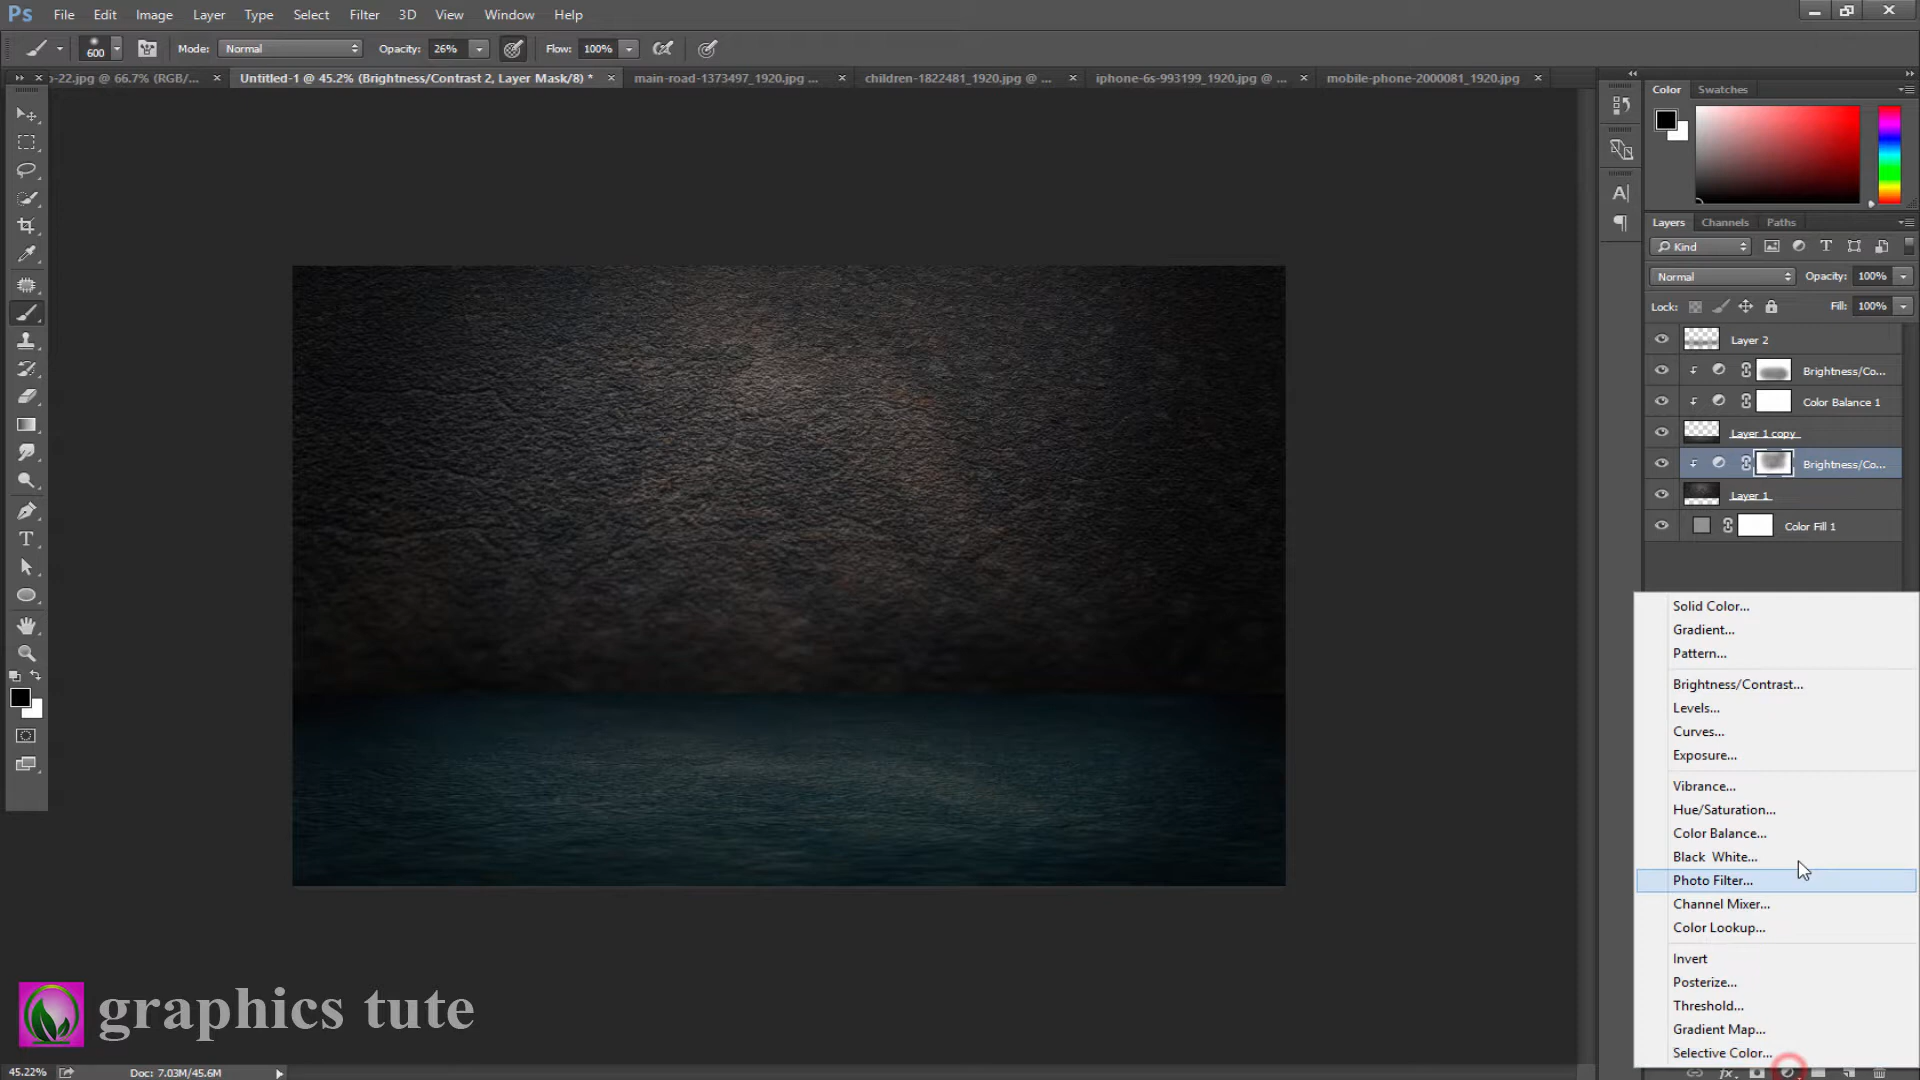 Ps File Edit Image Layer Type Select Filter 3D View Window Help
600 Mode: Normal Opacity: 26% Flow: 100%
o-22.jpg @ 66.7% (RGB/... Untitled-1 @ 45.2% (Brightness/Contrast 2, Layer Mask/8) * main-road-1373497_1920.jpg ... children-1822481_1920.jpg @ ... iphone-6s-993199_1920.jpg @ ... mobile-phone-2000081_1920.jpg
Color Swatches
Layers Channels Paths
Kind
Normal Opacity: 100%
Lock: Fill: 100%
Layer 2
Brightness/Co...
Color Balance 1
Layer 1 copy
Brightness/Co...
Layer 1
Color Fill 1
Solid Color...
Gradient...
Pattern...
Brightness/Contrast...
Levels...
Curves...
Exposure...
Vibrance...
Hue/Saturation...
Color Balance...
Black White...
Photo Filter...
Channel Mixer...
Color Lookup...
Invert
Posterize...
Threshold...
Gradient Map...
Selective Color...
graphics tute
45.22% Doc: 7.03M/45.6M